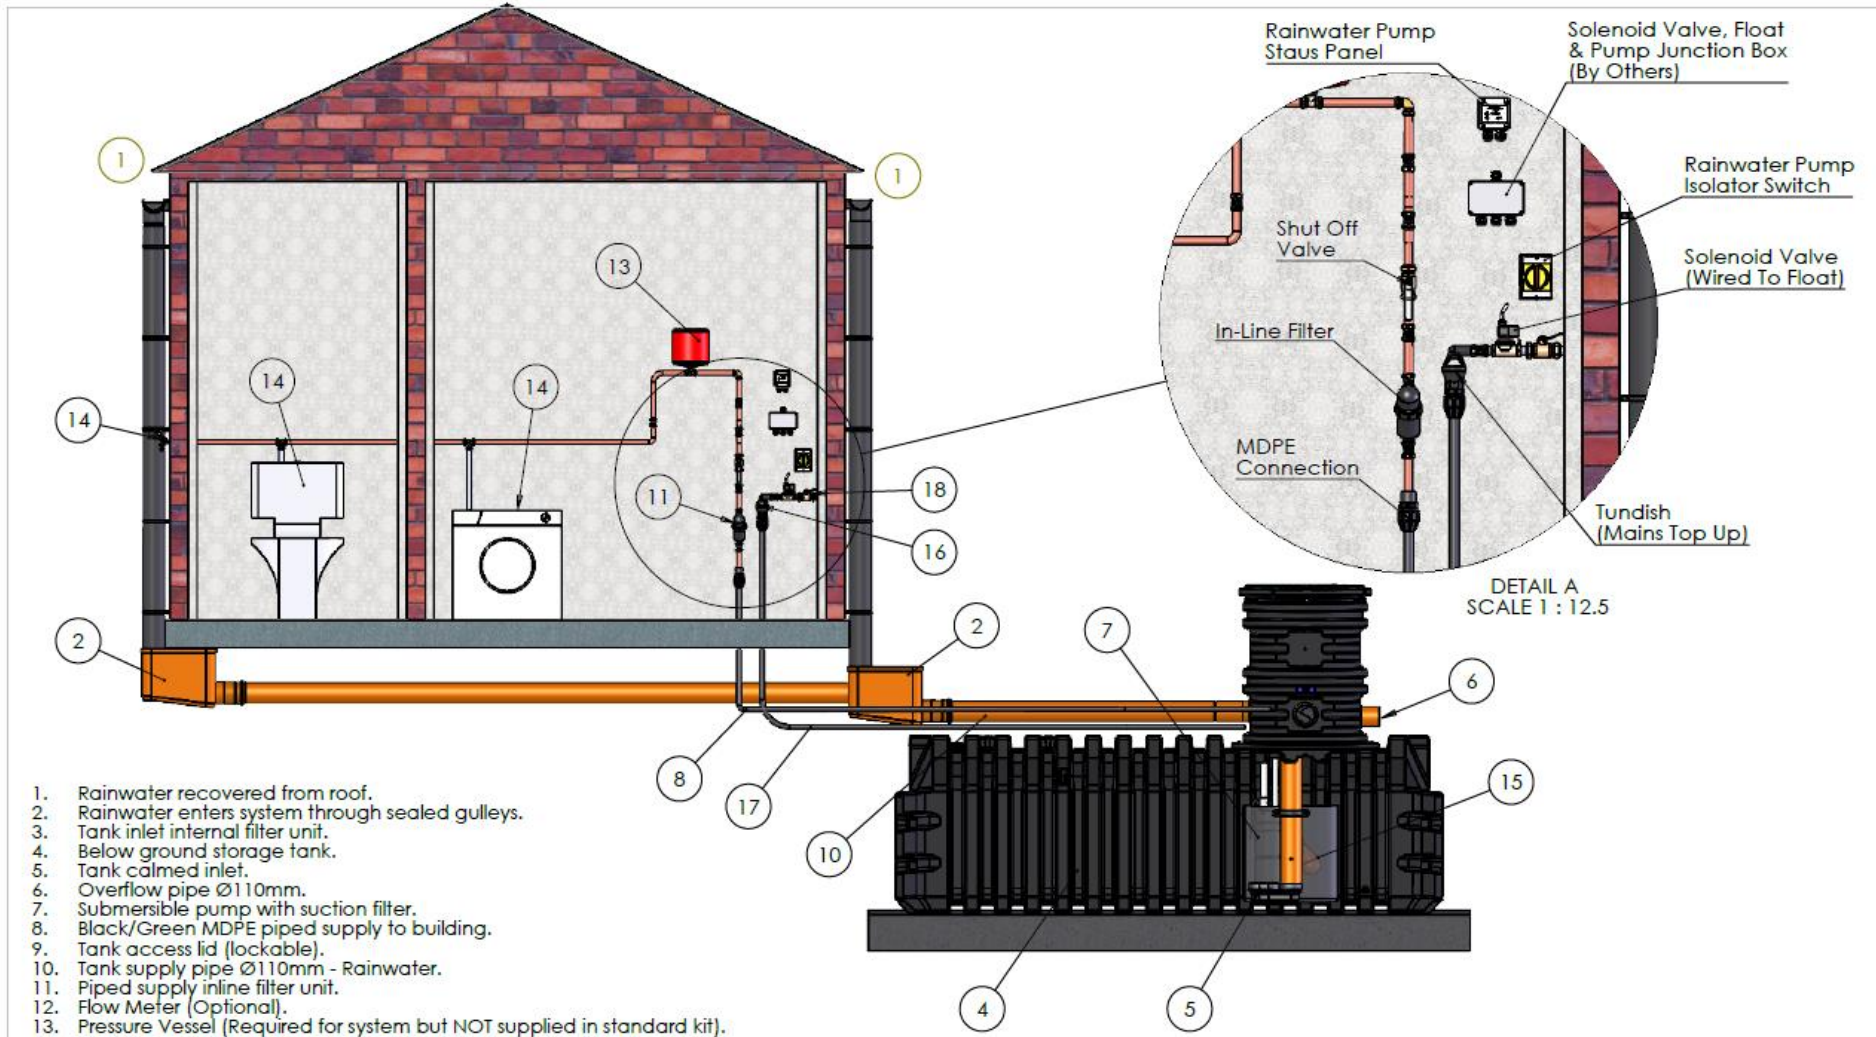 Rainwater Pump
Staus Panel
Solenoid Valve, Float
& Pump Junction Box
(By Others)
Rainwater Pump
Isolator Switch
Shut Off
Valve
Solenoid Valve
(Wired To Float)
In-Line Filter
MDPE
Connection
Tundish
(Mains Top Up)
DETAIL A
SCALE 1 : 12.5
1
1
13
14
14
14
11
18
16
2
2
7
6
8
17
10
15
4
5
1. Rainwater recovered from roof.
2. Rainwater enters system through sealed gulleys.
3. Tank inlet internal filter unit.
4. Below ground storage tank.
5. Tank calmed inlet.
6. Overflow pipe Ø110mm.
7. Submersible pump with suction filter.
8. Black/Green MDPE piped supply to building.
9. Tank access lid (lockable).
10. Tank supply pipe Ø110mm - Rainwater.
11. Piped supply inline filter unit.
12. Flow Meter (Optional).
13. Pressure Vessel (Required for system but NOT supplied in standard kit).